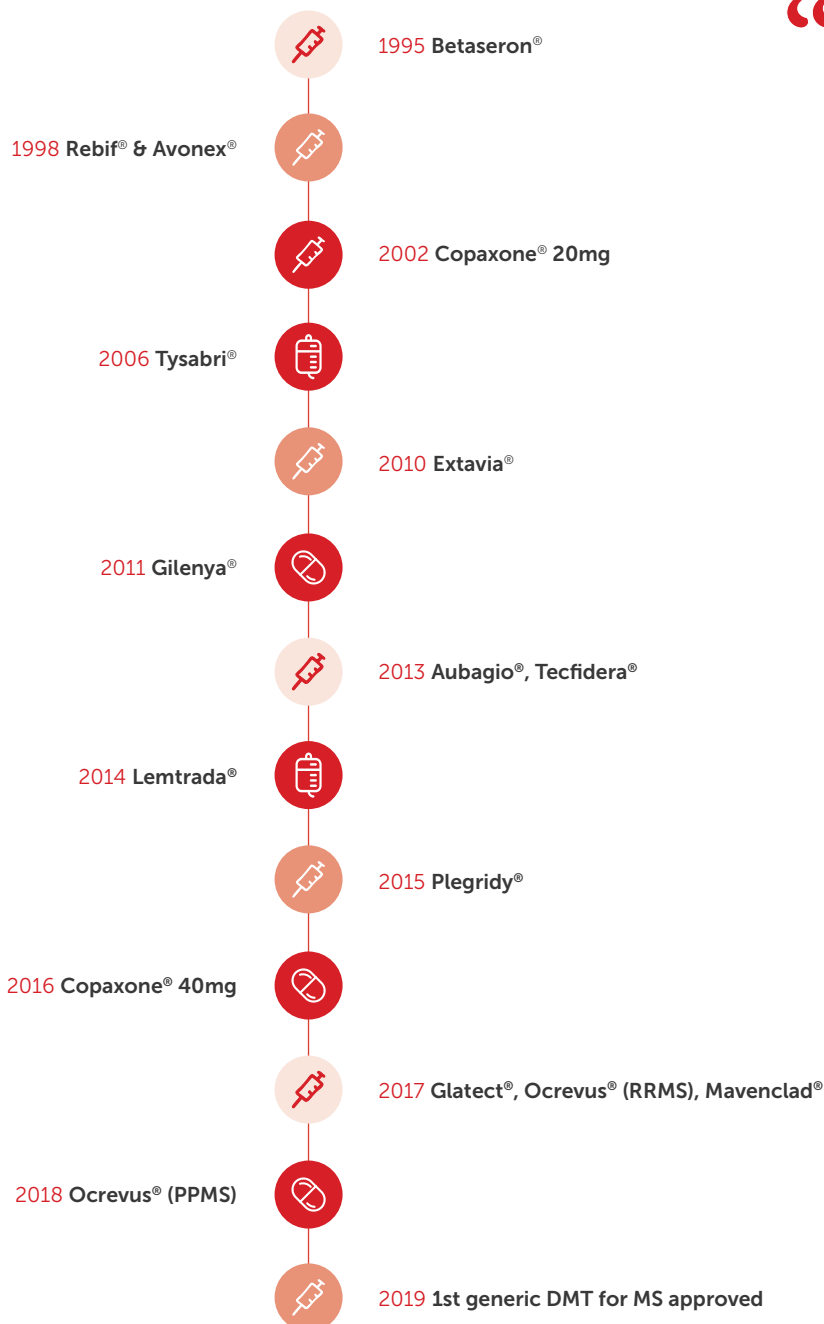 “
1995 Betaseron®
1998 Rebif® & Avonex®
2002 Copaxone® 20mg
2006 Tysabri®
2010 Extavia®
2011 Gilenya®
2013 Aubagio®, Tecfidera®
2014 Lemtrada®
2015 Plegridy®
2016 Copaxone® 40mg
2017 Glatect®, Ocrevus® (RRMS), Mavenclad®
2018 Ocrevus® (PPMS)
2019 1st generic DMT for MS approved